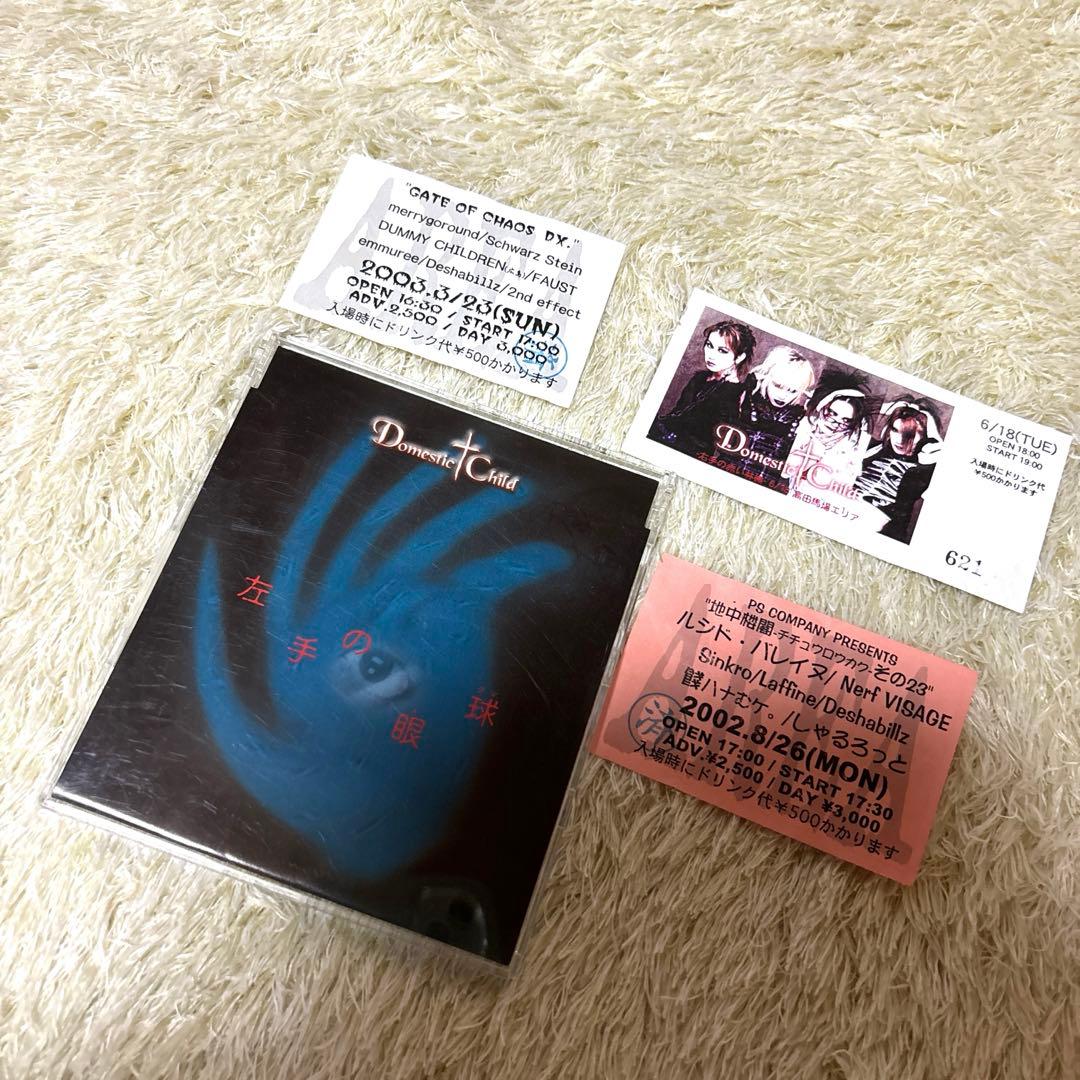 "GATE OF CHAOS DX."
merrygoround/Schwarz Stein
DUMMY CHILDREN(広島)/FAUST
emmuree/Deshabillz/2nd effect
2003.3/23(SUN)
OPEN 16:30 / START 17:00
ADV.2,500 / DAY 3,000
入場時にドリンク代¥500かかります
Domestic†Child
左手の眼球
Domestic†Child
高田馬場エリア
6/18(TUE)
OPEN 18:00
START 19:00
入場時にドリンク代
¥500かかります
621
PS COMPANY PRESENTS
"地中楼閣-チチュウロウカク-その23"
ルシド・バレイヌ/ Nerf VISAGE
Sinkro/Laffine/Deshabillz
餞ハナむケ。/しゃるろっと
2002.8/26(MON)
OPEN 17:00 / START 17:30
ADV.¥2,500 / DAY ¥3,000
入場時にドリンク代¥500かかります
済